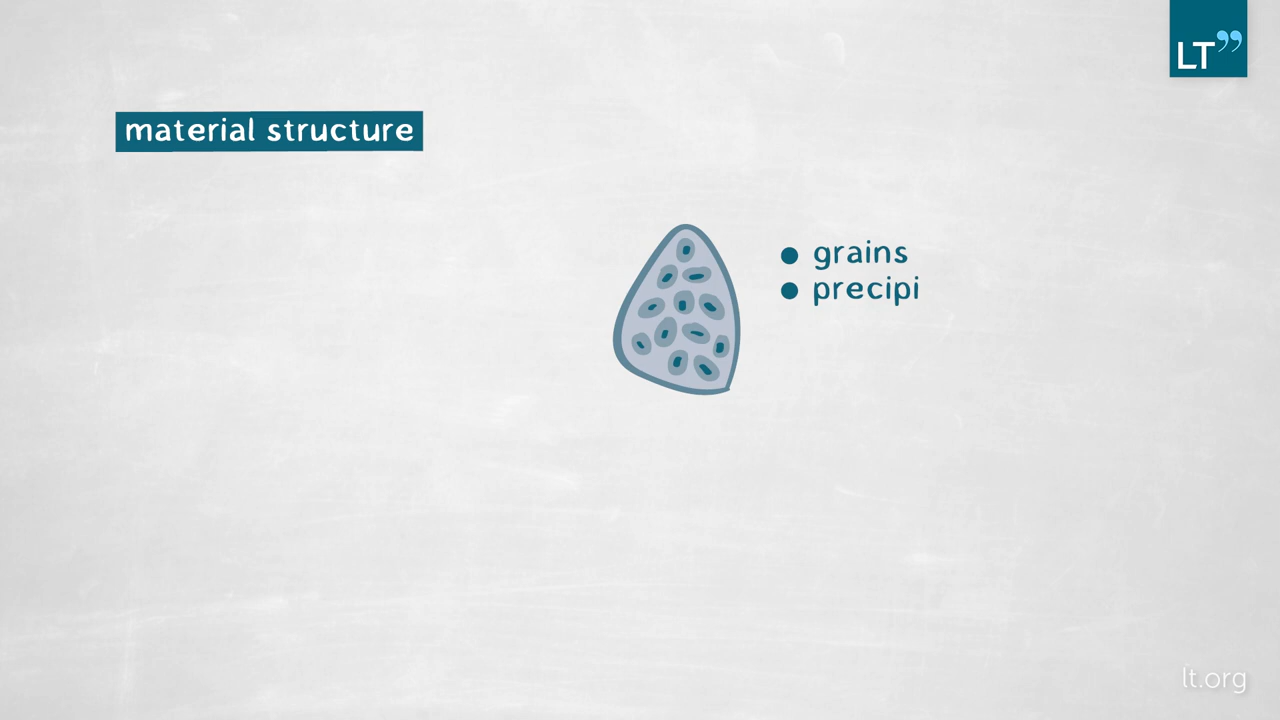 LT”
material structure
grains
precipi
lt.org